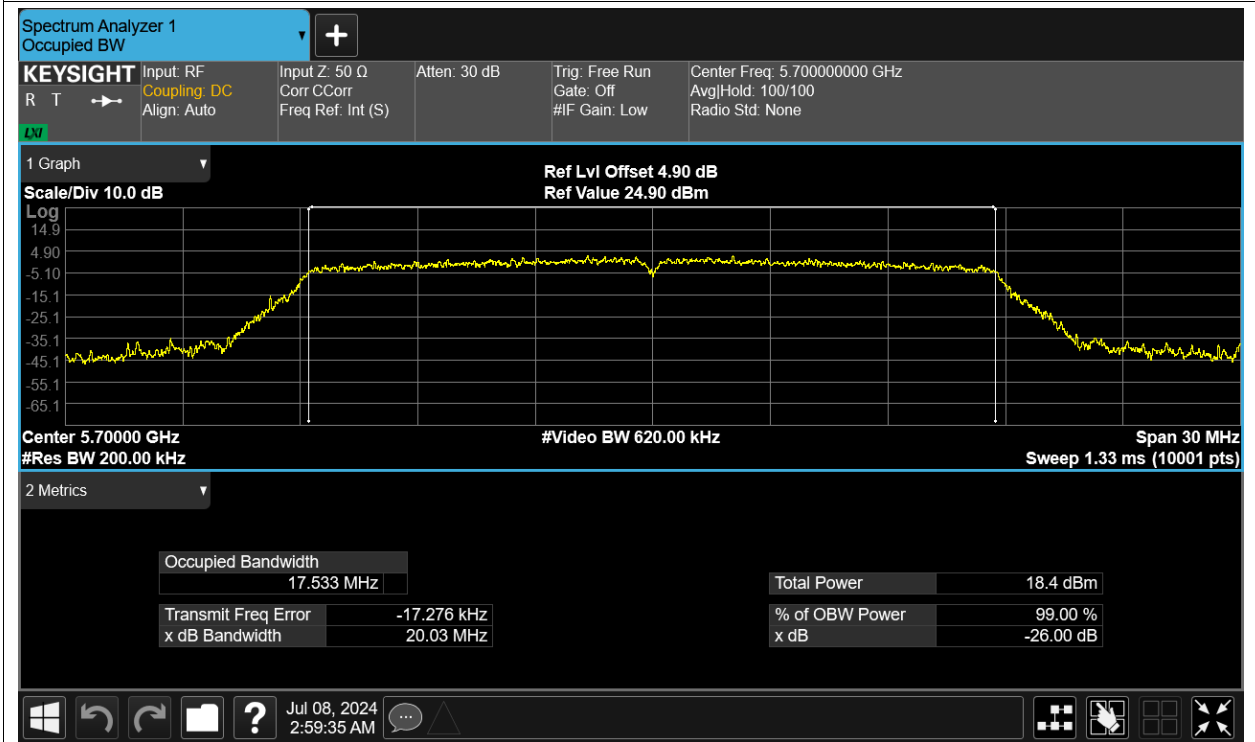 Spectrum Analyzer 1
Occupied BW
KEYSIGHT
R T
LXI
Input: RF
Coupling: DC
Align: Auto
Input Z: 50 Ω
Corr CCorr
Freq Ref: Int (S)
Atten: 30 dB
Trig: Free Run
Gate: Off
#IF Gain: Low
Center Freq: 5.700000000 GHz
Avg|Hold: 100/100
Radio Std: None
1 Graph
Scale/Div 10.0 dB
Ref Lvl Offset 4.90 dB
Ref Value 24.90 dBm
Log
14.9
4.90
-5.10
-15.1
-25.1
-35.1
-45.1
-55.1
-65.1
Center 5.70000 GHz
#Res BW 200.00 kHz
#Video BW 620.00 kHz
Span 30 MHz
Sweep 1.33 ms (10001 pts)
2 Metrics
Occupied Bandwidth
17.533 MHz
Transmit Freq Error -17.276 kHz
x dB Bandwidth 20.03 MHz
Total Power 18.4 dBm
% of OBW Power 99.00 %
x dB -26.00 dB
?
Jul 08, 2024
2:59:35 AM